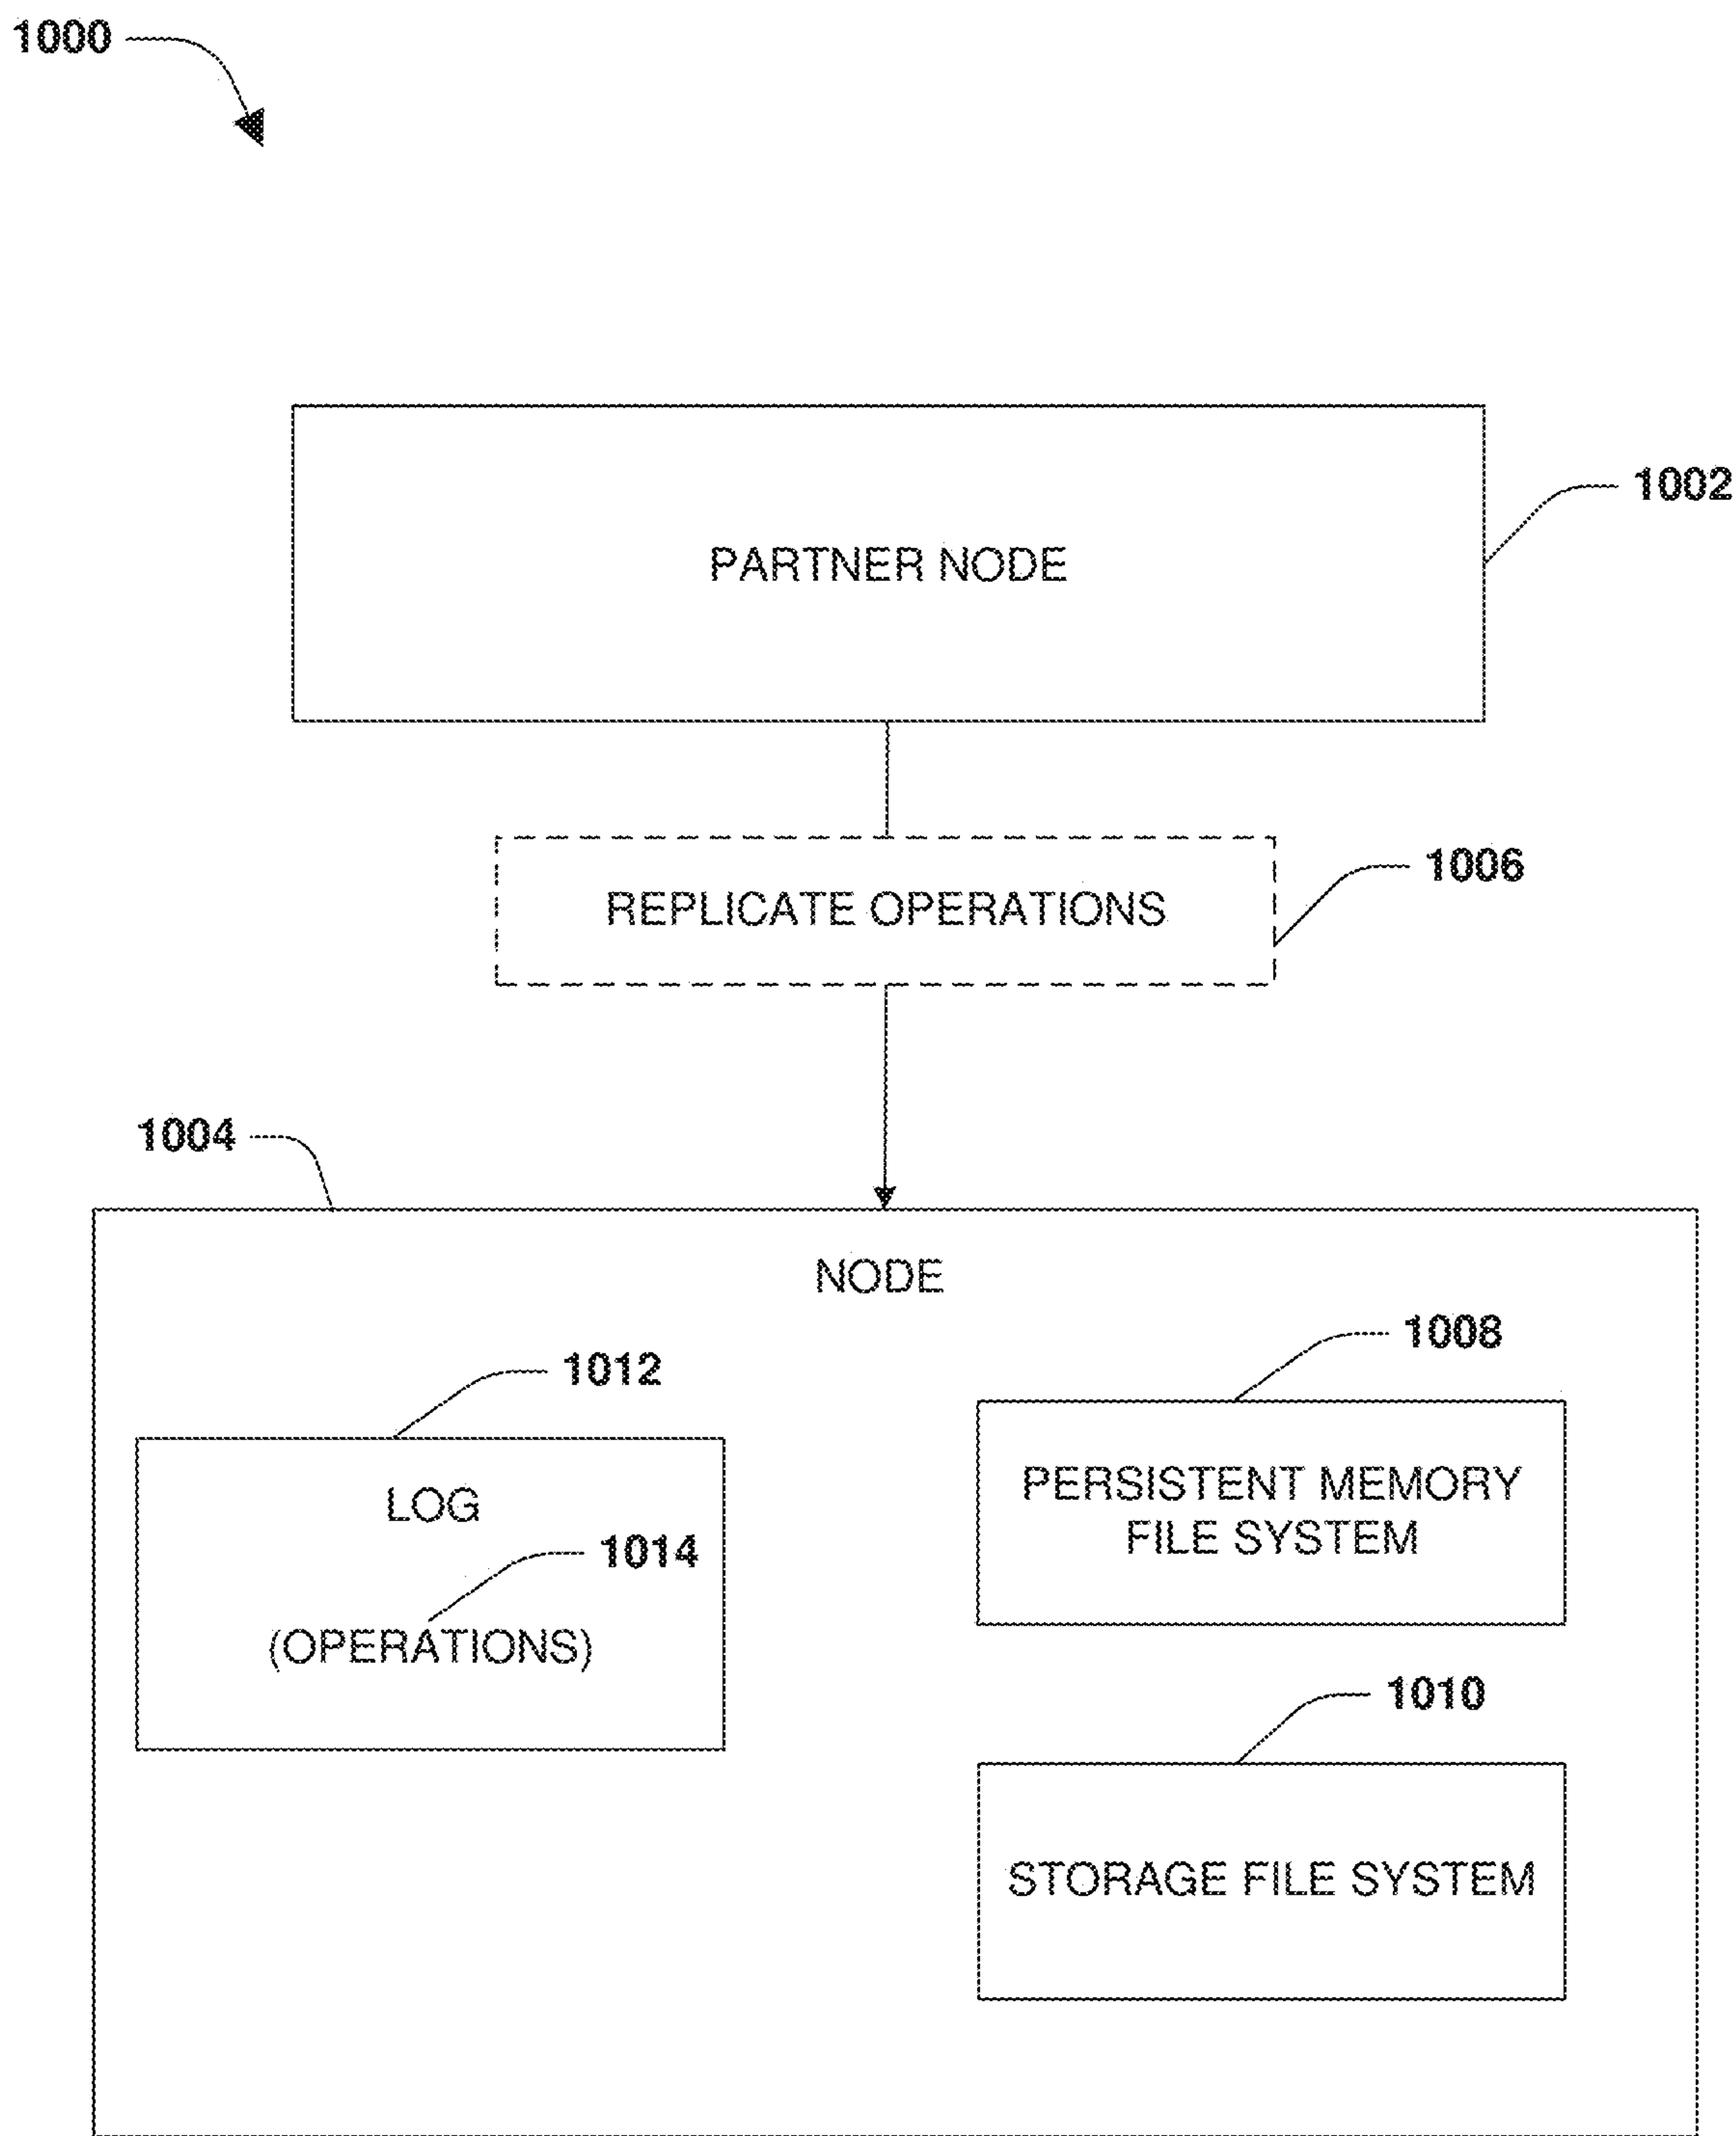 1000
PARTNER NODE
1002
REPLICATE OPERATIONS
1006
1004
NODE
1012
LOG
1014
(OPERATIONS)
1008
PERSISTENT MEMORY
FILE SYSTEM
1010
STORAGE FILE SYSTEM